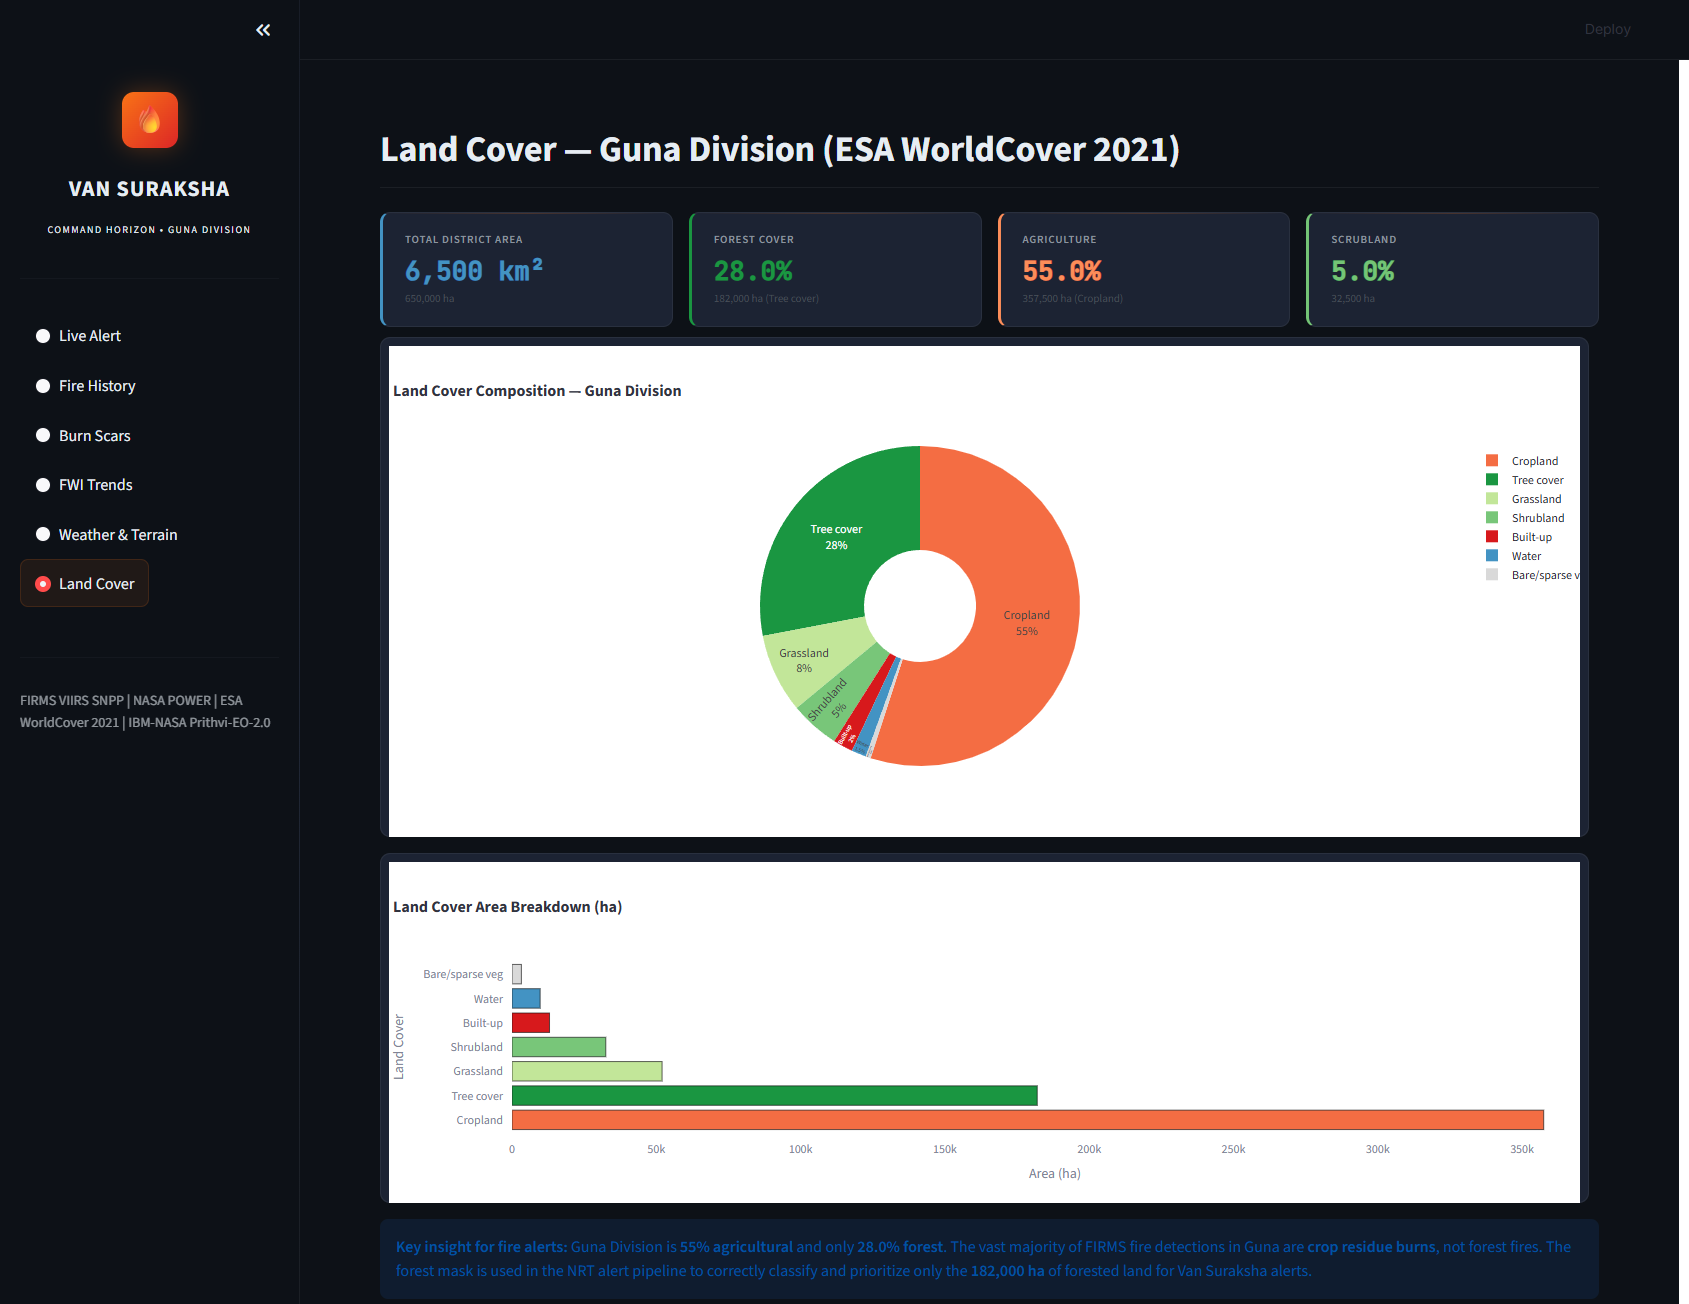 Deploy
VAN SURAKSHA
COMMAND HORIZON • GUNA DIVISION
Live Alert
Fire History
Burn Scars
FWI Trends
Weather & Terrain
Land Cover
FIRMS VIIRS SNPP | NASA POWER | ESA
WorldCover 2021 | IBM-NASA Prithvi-EO-2.0
Land Cover — Guna Division (ESA WorldCover 2021)
TOTAL DISTRICT AREA
6,500 km²
650,000 ha
FOREST COVER
28.0%
182,000 ha (Tree cover)
AGRICULTURE
55.0%
357,500 ha (Cropland)
SCRUBLAND
5.0%
32,500 ha
Land Cover Composition — Guna Division
Tree cover
28%
Cropland
55%
Grassland
8%
Shrubland
5%
Built-up
2%
Cropland
Tree cover
Grassland
Shrubland
Built-up
Water
Bare/sparse v
Land Cover Area Breakdown (ha)
Land Cover
Bare/sparse veg
Water
Built-up
Shrubland
Grassland
Tree cover
Cropland
0 50k 100k 150k 200k 250k 300k 350k
Area (ha)
Key insight for fire alerts: Guna Division is 55% agricultural and only 28.0% forest. The vast majority of FIRMS fire detections in Guna are crop residue burns, not forest fires. The
forest mask is used in the NRT alert pipeline to correctly classify and prioritize only the 182,000 ha of forested land for Van Suraksha alerts.